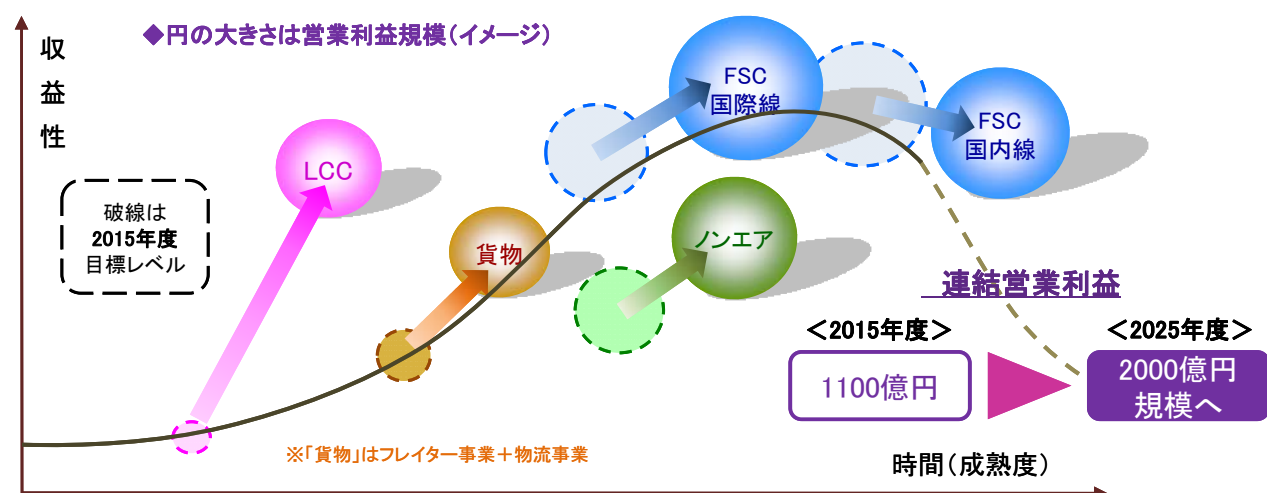 ◆円の大きさは営業利益規模（イメージ）
収
益
性
FSC
国際線
FSC
国内線
LCC
破線は
2015年度
目標レベル
貨物
ノンエア
連結営業利益
＜2015年度＞
＜2025年度＞
1100億円
2000億円
規模へ
※「貨物」はフレイター事業＋物流事業
時間（成熟度）